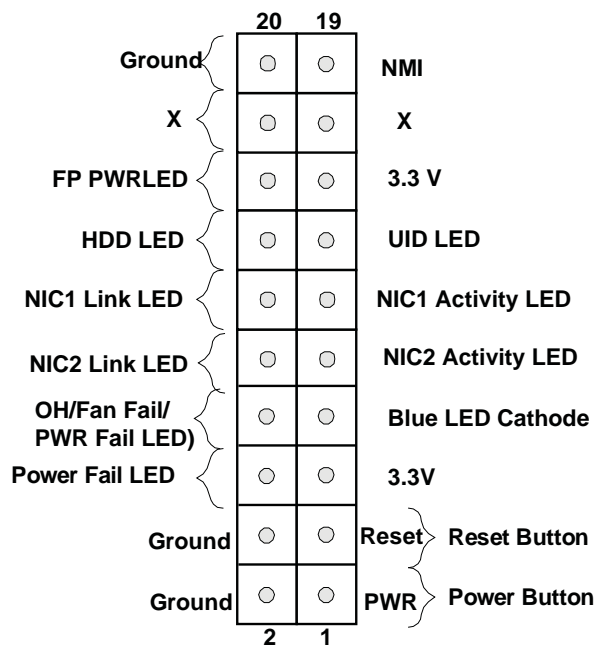 20 19
Ground NMI
X X
FP PWRLED 3.3 V
HDD LED UID LED
NIC1 Link LED NIC1 Activity LED
NIC2 Link LED NIC2 Activity LED
OH/Fan Fail/
PWR Fail LED) Blue LED Cathode
Power Fail LED 3.3V
Ground Reset Reset Button
Ground PWR Power Button
2 1